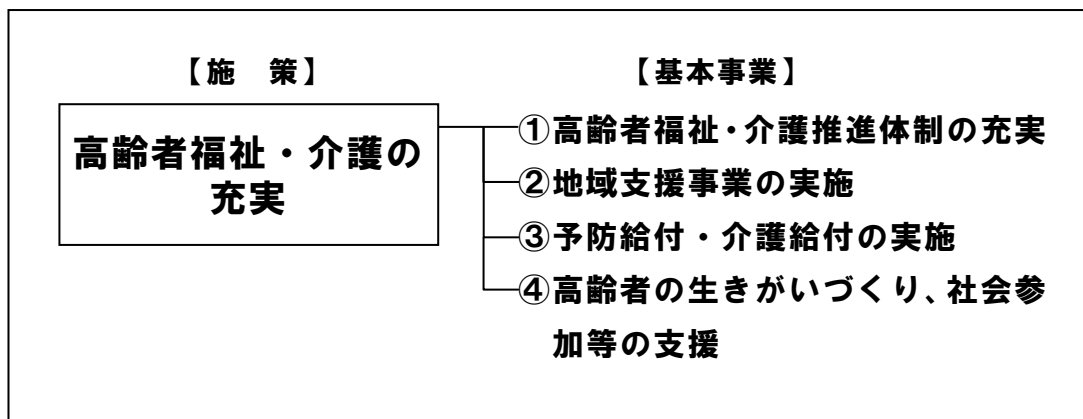 【施　策】
高齢者福祉・介護の
充実
【基本事業】
①高齢者福祉・介護推進体制の充実
②地域支援事業の実施
③予防給付・介護給付の実施
④高齢者の生きがいづくり、社会参
加等の支援